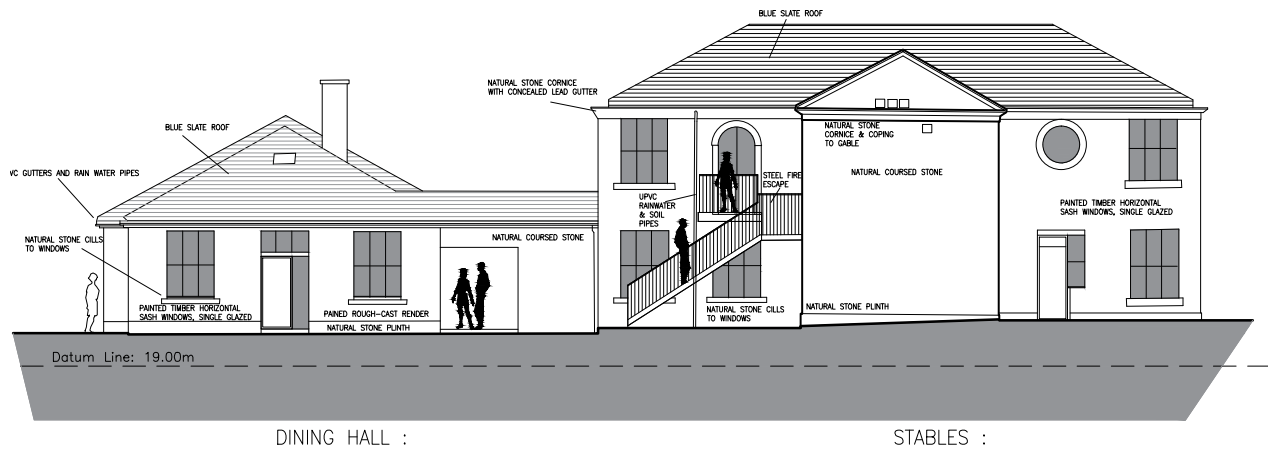 BLUE SLATE ROOF
NATURAL STONE CORNICE
WITH CONCEALED LEAD GUTTER
BLUE SLATE ROOF
NATURAL STONE
CORNICE & COPING
TO GABLE
NATURAL COURSED STONE
VC GUTTERS AND RAIN WATER PIPES
STEEL FIRE
ESCAPE
UPVC
RAINWATER
& SOIL
PIPES
PAINTED TIMBER HORIZONTAL
SASH WINDOWS, SINGLE GLAZED
NATURAL STONE CILLS
TO WINDOWS
NATURAL COURSED STONE
PAINTED TIMBER HORIZONTAL
SASH WINDOWS, SINGLE GLAZED
PAINED ROUGH-CAST RENDER
NATURAL STONE PLINTH
NATURAL STONE CILLS
TO WINDOWS
NATURAL STONE PLINTH
Datum Line: 19.00m
DINING HALL :
STABLES :